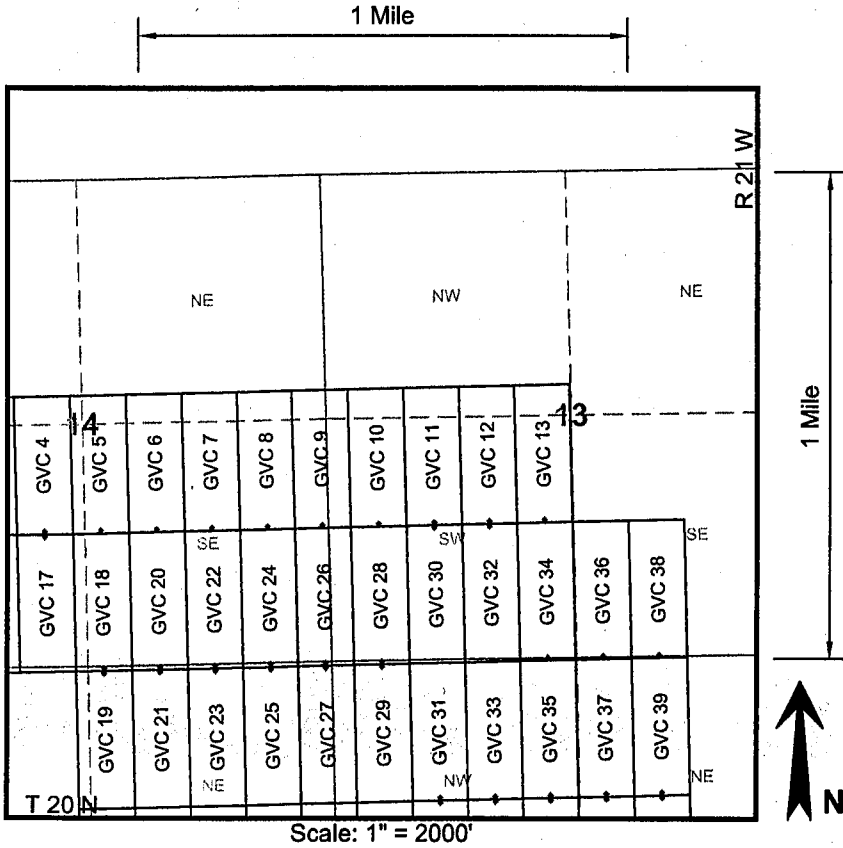 1 Mile
R 21 W
NE
NW
NE
1 Mile
14
13
GVC 4
GVC 5
GVC 6
GVC 7
GVC 8
GVC 9
GVC 10
GVC 11
GVC 12
GVC 13
SE
SW
SE
GVC 17
GVC 18
GVC 20
GVC 22
GVC 24
GVC 26
GVC 28
GVC 30
GVC 32
GVC 34
GVC 36
GVC 38
GVC 19
GVC 21
GVC 23
GVC 25
GVC 27
GVC 29
GVC 31
GVC 33
GVC 35
GVC 37
GVC 39
NE
NW
NE
T 20 N
N
Scale: 1" = 2000'